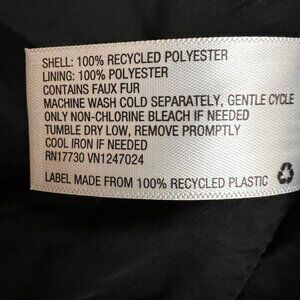 SHELL: 100% RECYCLED POLYESTER
LINING: 100% POLYESTER
CONTAINS FAUX FUR
MACHINE WASH COLD SEPARATELY, GENTLE CYCLE
ONLY NON-CHLORINE BLEACH IF NEEDED
TUMBLE DRY LOW, REMOVE PROMPTLY
COOL IRON IF NEEDED
RN17730 VN1247024
LABEL MADE FROM 100% RECYCLED PLASTIC